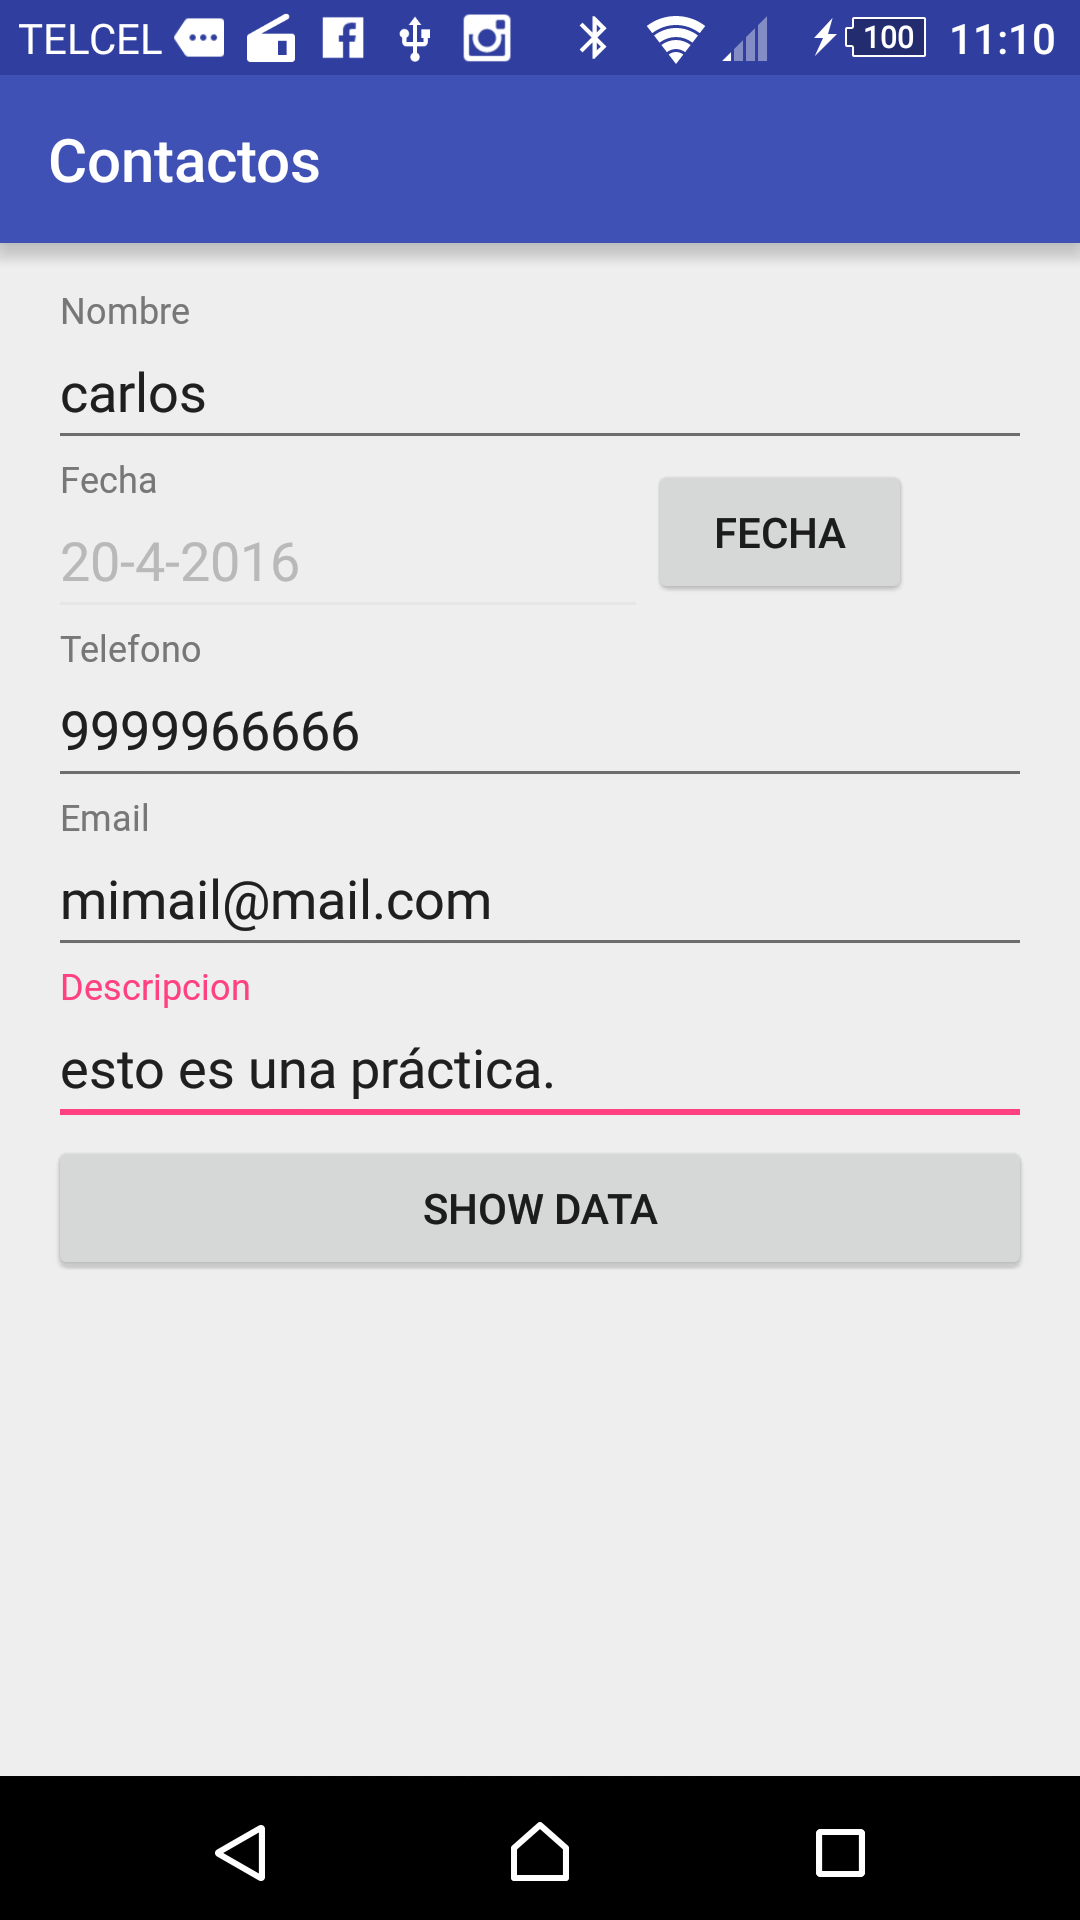 TELCEL 100 11:10
Contactos
Nombre
carlos
Fecha
20-4-2016
FECHA
Telefono
9999966666
Email
mimail@mail.com
Descripcion
esto es una práctica.
SHOW DATA